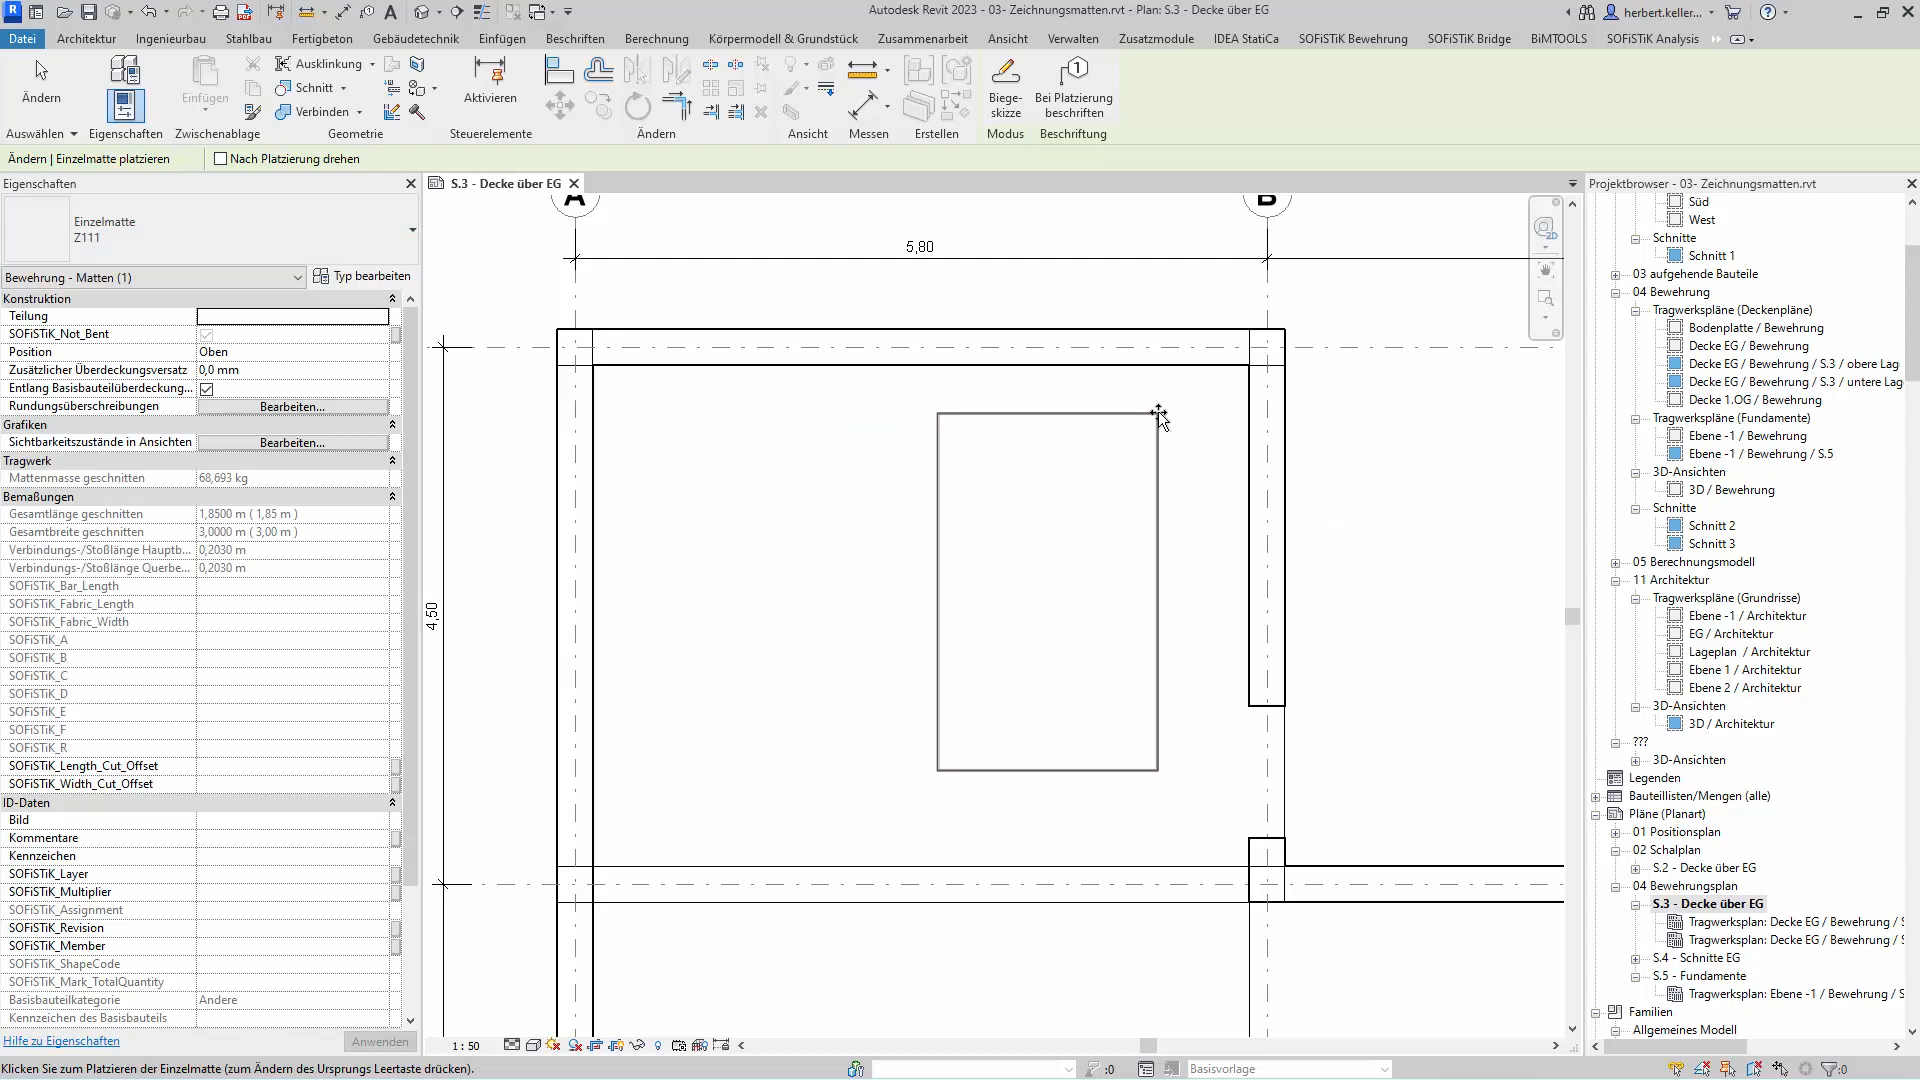 Autodesk Revit 2023 - 03- Zeichnungsmatten.rvt - Plan: S.3 - Decke über EG
herbert.keller...
Datei Architektur Ingenieurbau Stahlbau Fertigbeton Gebäudetechnik Einfügen Beschriften Berechnung Körpermodell & Grundstück Zusammenarbeit Ansicht Verwalten Zusatzmodule IDEA StatiCa SOFiSTiK Bewehrung SOFiSTiK Bridge BiMTOOLS SOFiSTiK Analysis
Ändern
Einfügen
Ausklinkung
Schnitt
Verbinden
Aktivieren
Biege-
skizze
Bei Platzierung
beschriften
Auswählen Eigenschaften Zwischenablage Geometrie Steuerelemente Ändern Ansicht Messen Erstellen Modus Beschriftung
Ändern | Einzelmatte platzieren
Nach Platzierung drehen
Eigenschaften
Einzelmatte
Z111
Bewehrung - Matten (1)
Typ bearbeiten
Konstruktion
Teilung
SOFiSTiK_Not_Bent
Position Oben
Zusätzlicher Überdeckungsversatz 0,0 mm
Entlang Basisbauteilüberdeckung...
Rundungsüberschreibungen Bearbeiten...
Grafiken
Sichtbarkeitszustände in Ansichten Bearbeiten...
Tragwerk
Mattenmasse geschnitten 68,693 kg
Bemaßungen
Gesamtlänge geschnitten 1,8500 m ( 1,85 m )
Gesamtbreite geschnitten 3,0000 m ( 3,00 m )
Verbindungs-/Stoßlänge Hauptb... 0,2030 m
Verbindungs-/Stoßlänge Querbe... 0,2030 m
SOFiSTiK_Bar_Length
SOFiSTiK_Fabric_Length
SOFiSTiK_Fabric_Width
SOFiSTiK_A
SOFiSTiK_B
SOFiSTiK_C
SOFiSTiK_D
SOFiSTiK_E
SOFiSTiK_F
SOFiSTiK_R
SOFiSTiK_Length_Cut_Offset
SOFiSTiK_Width_Cut_Offset
ID-Daten
Bild
Kommentare
Kennzeichen
SOFiSTiK_Layer
SOFiSTiK_Multiplier
SOFiSTiK_Assignment
SOFiSTiK_Revision
SOFiSTiK_Member
SOFiSTiK_ShapeCode
SOFiSTiK_Mark_TotalQuantity
Basisbauteilkategorie Andere
Kennzeichen des Basisbauteils
Hilfe zu Eigenschaften Anwenden
S.3 - Decke über EG
A
B
5,80
4,50
2D
1 : 50
Projektbrowser - 03- Zeichnungsmatten.rvt
Süd
West
Schnitte
Schnitt 1
03 aufgehende Bauteile
04 Bewehrung
Tragwerkspläne (Deckenpläne)
Bodenplatte / Bewehrung
Decke EG / Bewehrung
Decke EG / Bewehrung / S.3 / obere Lag
Decke EG / Bewehrung / S.3 / untere Lag
Decke 1.OG / Bewehrung
Tragwerkspläne (Fundamente)
Ebene -1 / Bewehrung
Ebene -1 / Bewehrung / S.5
3D-Ansichten
3D / Bewehrung
Schnitte
Schnitt 2
Schnitt 3
05 Berechnungsmodell
11 Architektur
Tragwerkspläne (Grundrisse)
Ebene -1 / Architektur
EG / Architektur
Lageplan / Architektur
Ebene 1 / Architektur
Ebene 2 / Architektur
3D-Ansichten
3D / Architektur
???
3D-Ansichten
Legenden
Bauteillisten/Mengen (alle)
Pläne (Planart)
01 Positionsplan
02 Schalplan
S.2 - Decke über EG
04 Bewehrungsplan
S.3 - Decke über EG
Tragwerksplan: Decke EG / Bewehrung / S
Tragwerksplan: Decke EG / Bewehrung / S
S.4 - Schnitte EG
S.5 - Fundamente
Tragwerksplan: Ebene -1 / Bewehrung / S
Familien
Allgemeines Modell
Klicken Sie zum Platzieren der Einzelmatte (zum Ändern des Ursprungs Leertaste drücken).
:0
Basisvorlage
:0